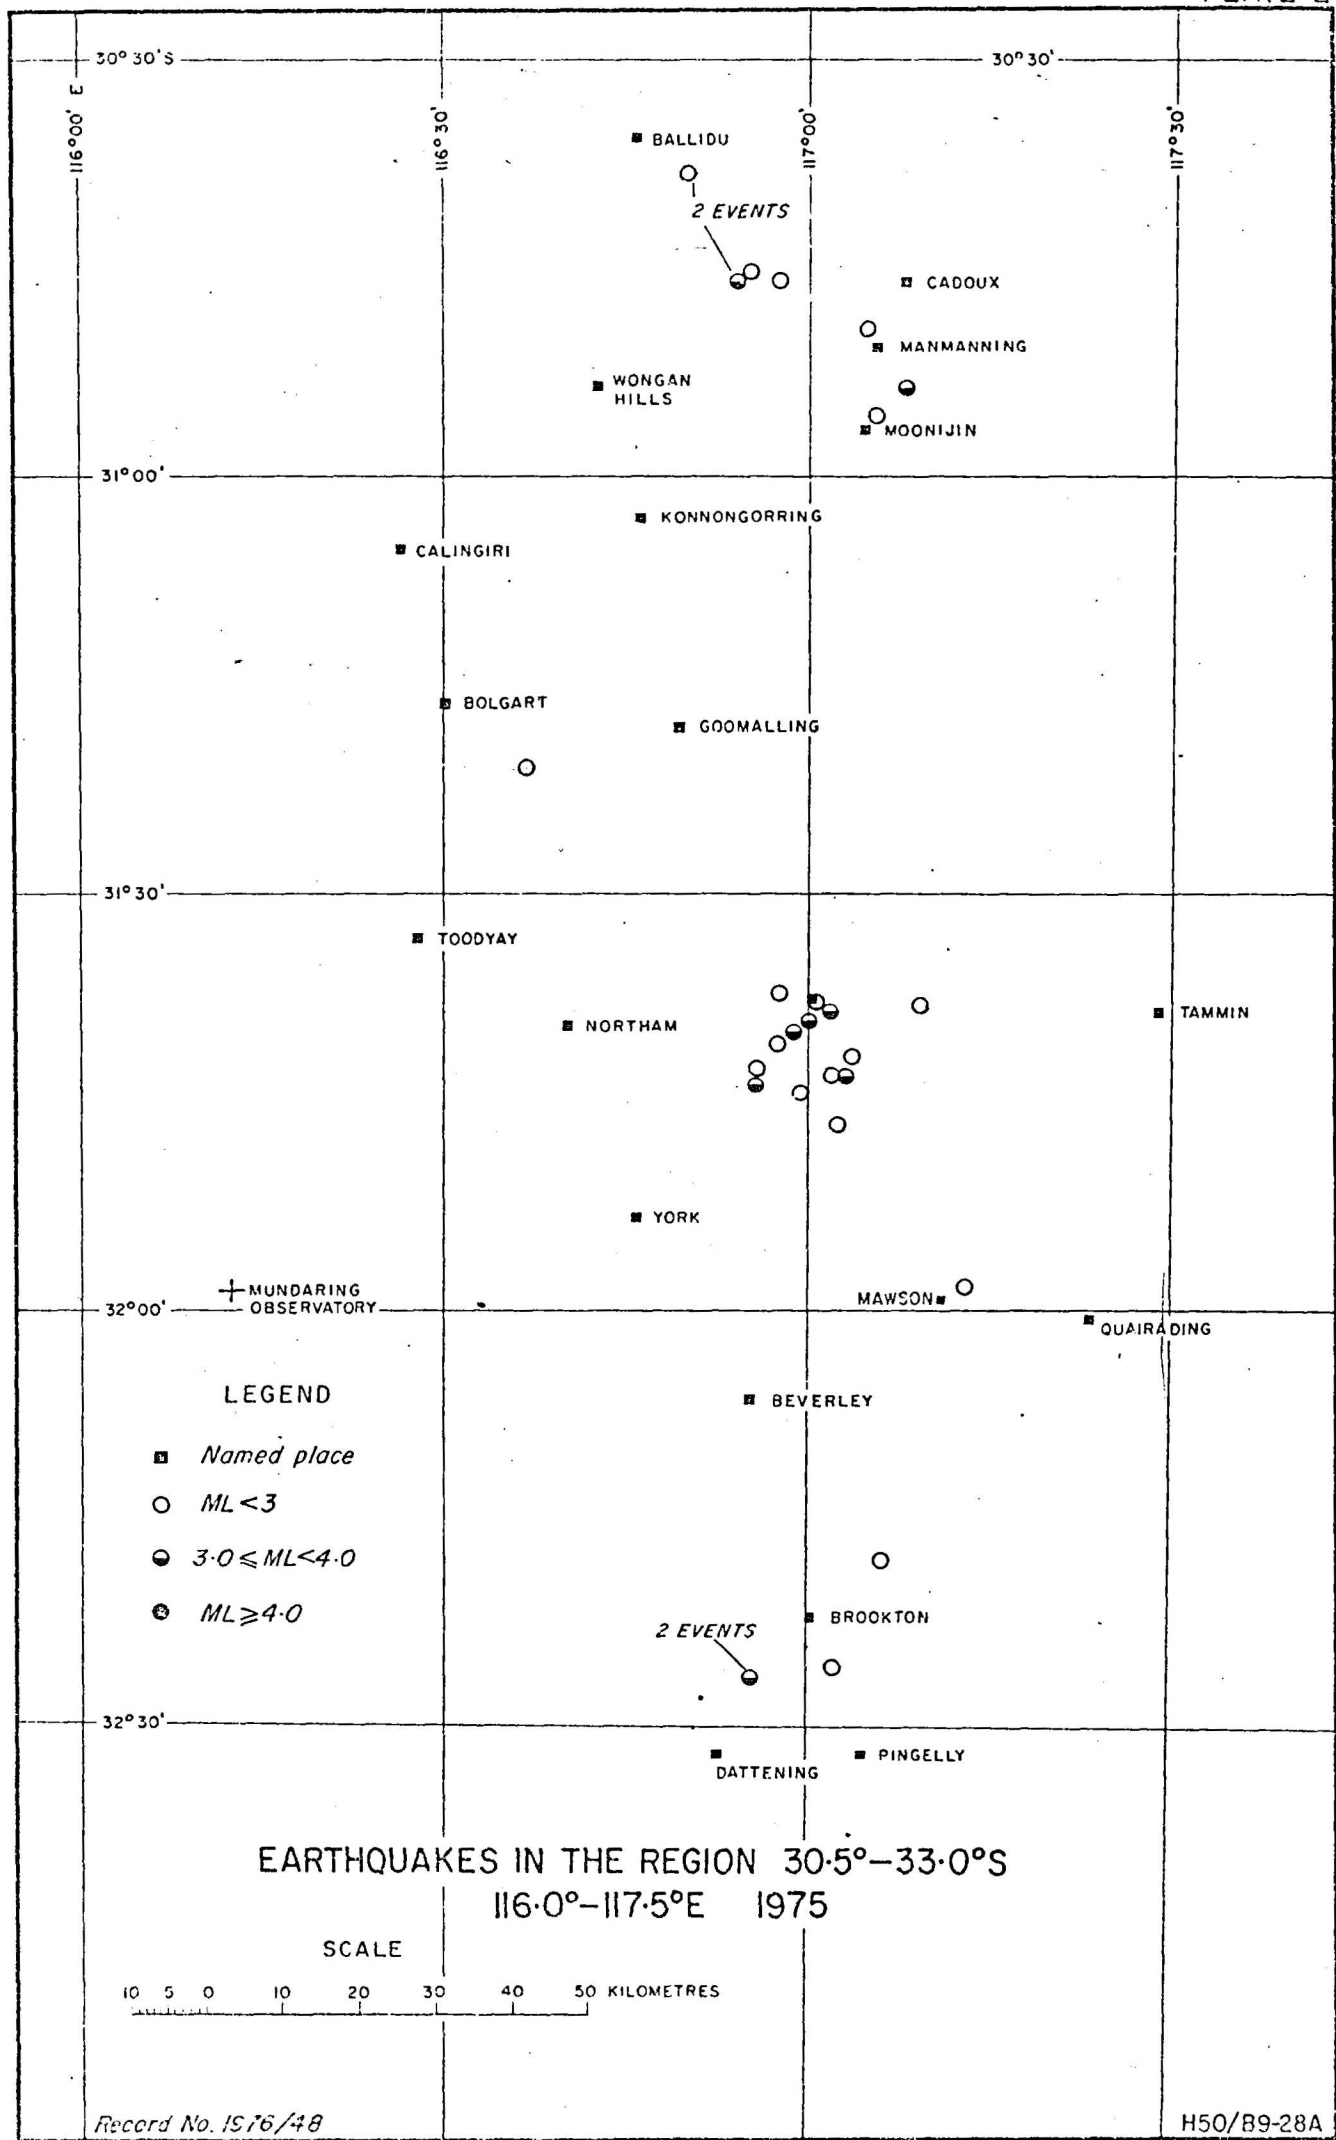 30°30'S
30°30'
116°00' E
116°30'
117°00'
117°30'
BALLIDU
2 EVENTS
CADOUX
MANMANNING
WONGAN
HILLS
MOONIJIN
31°00'
KONNONGORRING
CALINGIRI
BOLGART
GOOMALLING
31°30'
TOODYAY
NORTHAM
TAMMIN
YORK
MUNDARING
OBSERVATORY
32°00'
MAWSON
QUAIRADING
LEGEND
BEVERLEY
Named place
ML<3
3·0⩽ML<4·0
ML⩾4·0
BROOKTON
2 EVENTS
32°30'
DATTENING
PINGELLY
EARTHQUAKES IN THE REGION 30·5°–33·0°S
116·0°–117·5°E 1975
SCALE
10 5 0 10 20 30 40 50 KILOMETRES
Record No. 1976/48
H50/B9-28A